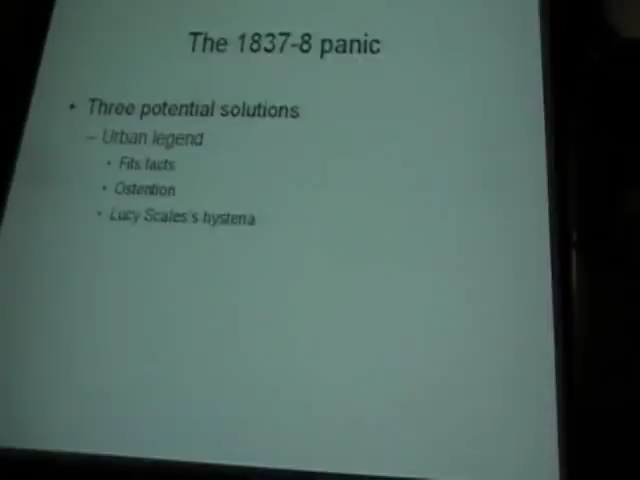 The 1837-8 panic
• Three potential solutions
– Urban legend
• Fits facts
• Ostention
• Lucy Scales's hysteria